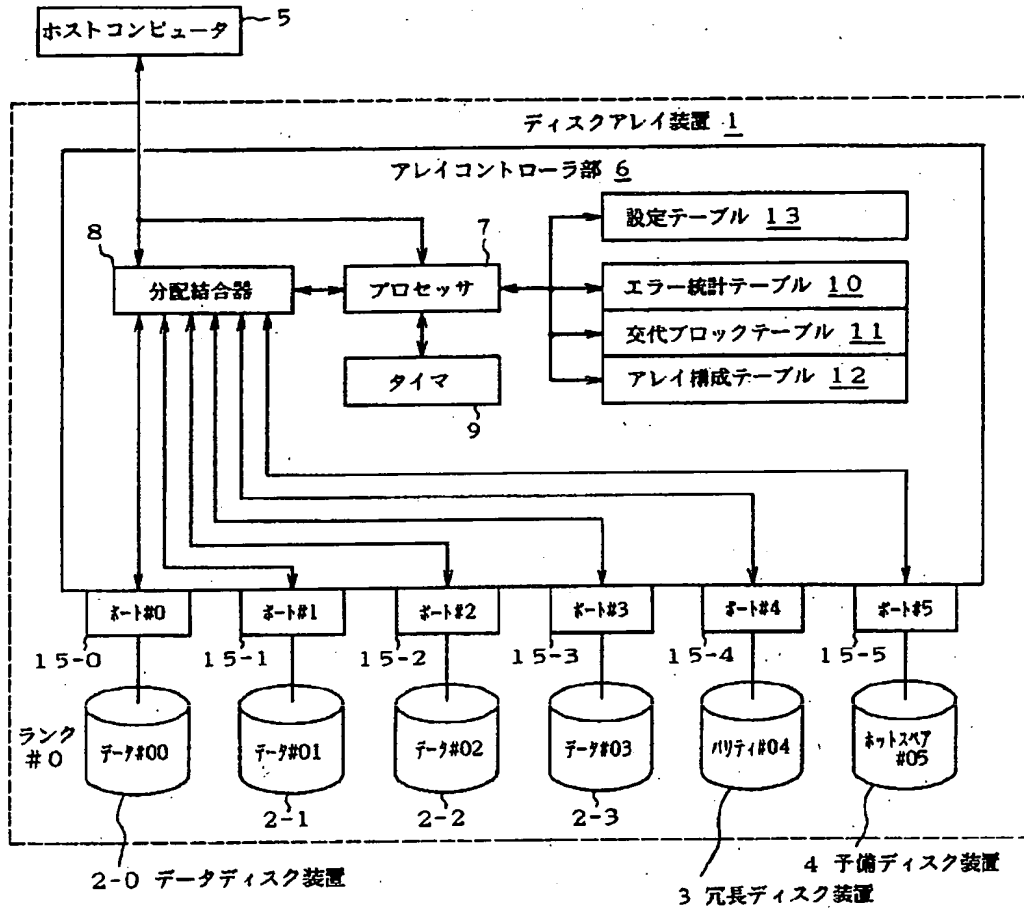 ホストコンピュータ
5
ディスクアレイ装置 1
アレイコントローラ部 6
8
7
設定テーブル 13
分配結合器
プロセッサ
エラー統計テーブル 10
交代ブロックテーブル 11
タイマ
アレイ構成テーブル 12
9
ポート#0
ポート#1
ポート#2
ポート#3
ポート#4
ポート#5
15-0
15-1
15-2
15-3
15-4
15-5
ランク
#0
データ#00
データ#01
データ#02
データ#03
パリティ#04
ホットスペア
#05
2-1
2-2
2-3
2-0 データディスク装置
4 予備ディスク装置
3 冗長ディスク装置